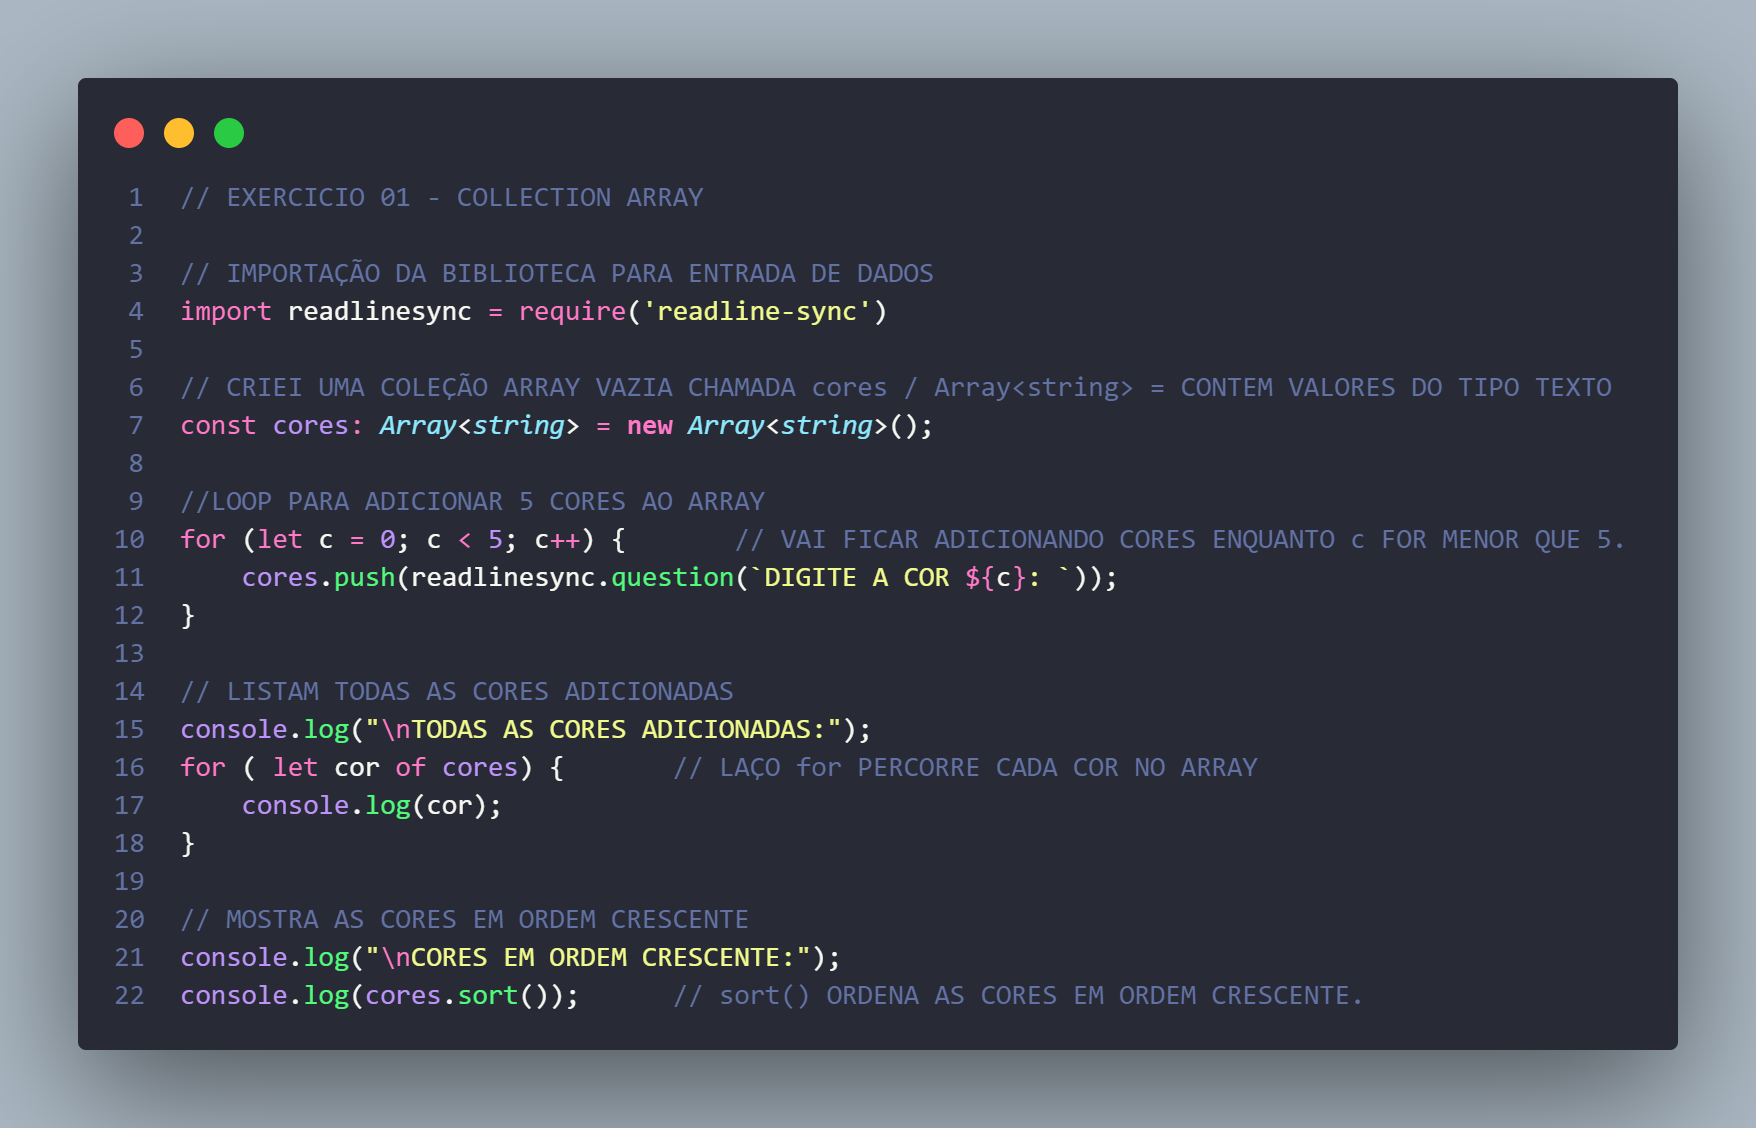 1 // EXERCICIO 01 - COLLECTION ARRAY
2
3 // IMPORTAÇÃO DA BIBLIOTECA PARA ENTRADA DE DADOS
4 import readlinesync = require('readline-sync')
5
6 // CRIEI UMA COLEÇÃO ARRAY VAZIA CHAMADA cores / Array<string> = CONTEM VALORES DO TIPO TEXTO
7 const cores: Array<string> = new Array<string>();
8
9 //LOOP PARA ADICIONAR 5 CORES AO ARRAY
10 for (let c = 0; c < 5; c++) {       // VAI FICAR ADICIONANDO CORES ENQUANTO c FOR MENOR QUE 5.
11     cores.push(readlinesync.question(`DIGITE A COR ${c}: `));
12 }
13
14 // LISTAM TODAS AS CORES ADICIONADAS
15 console.log("\nTODAS AS CORES ADICIONADAS:");
16 for ( let cor of cores) {       // LAÇO for PERCORRE CADA COR NO ARRAY
17     console.log(cor);
18 }
19
20 // MOSTRA AS CORES EM ORDEM CRESCENTE
21 console.log("\nCORES EM ORDEM CRESCENTE:");
22 console.log(cores.sort());      // sort() ORDENA AS CORES EM ORDEM CRESCENTE.